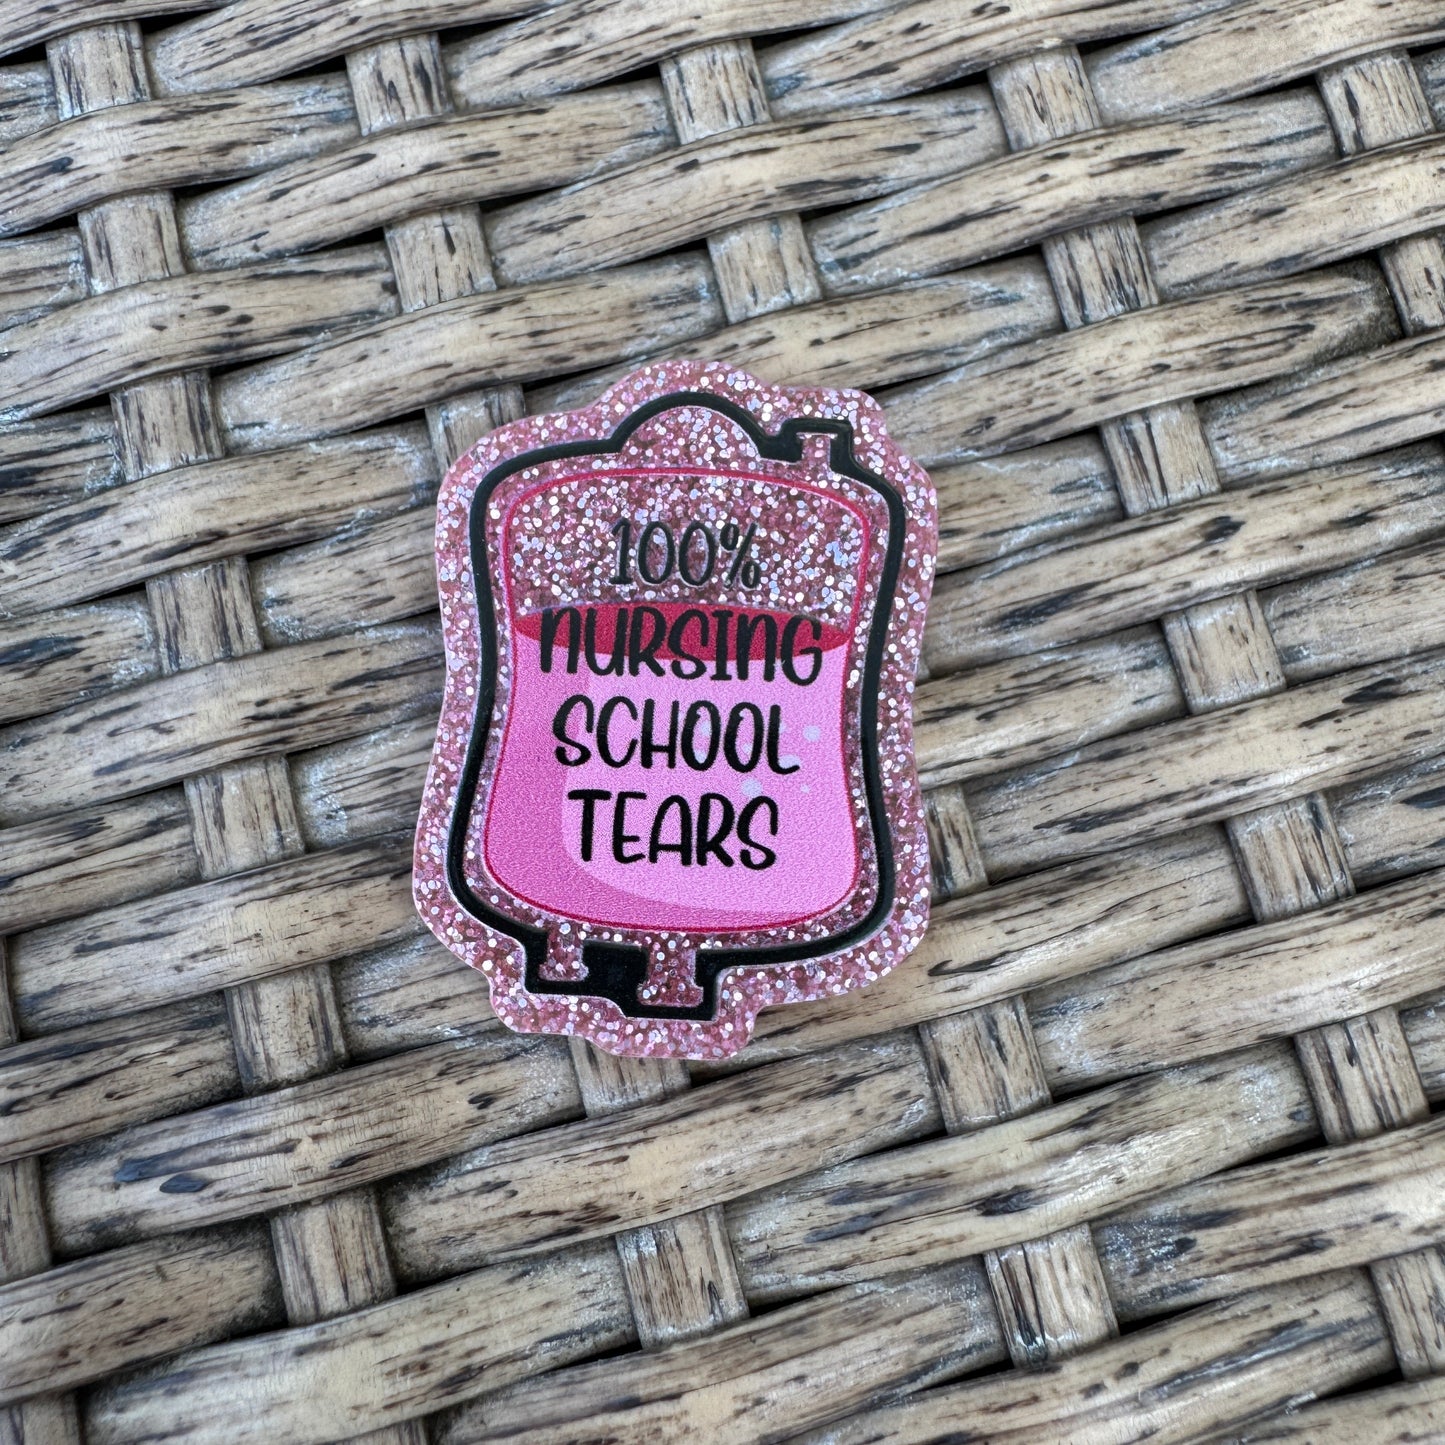 100%
NURSING
SCHOOL
TEARS